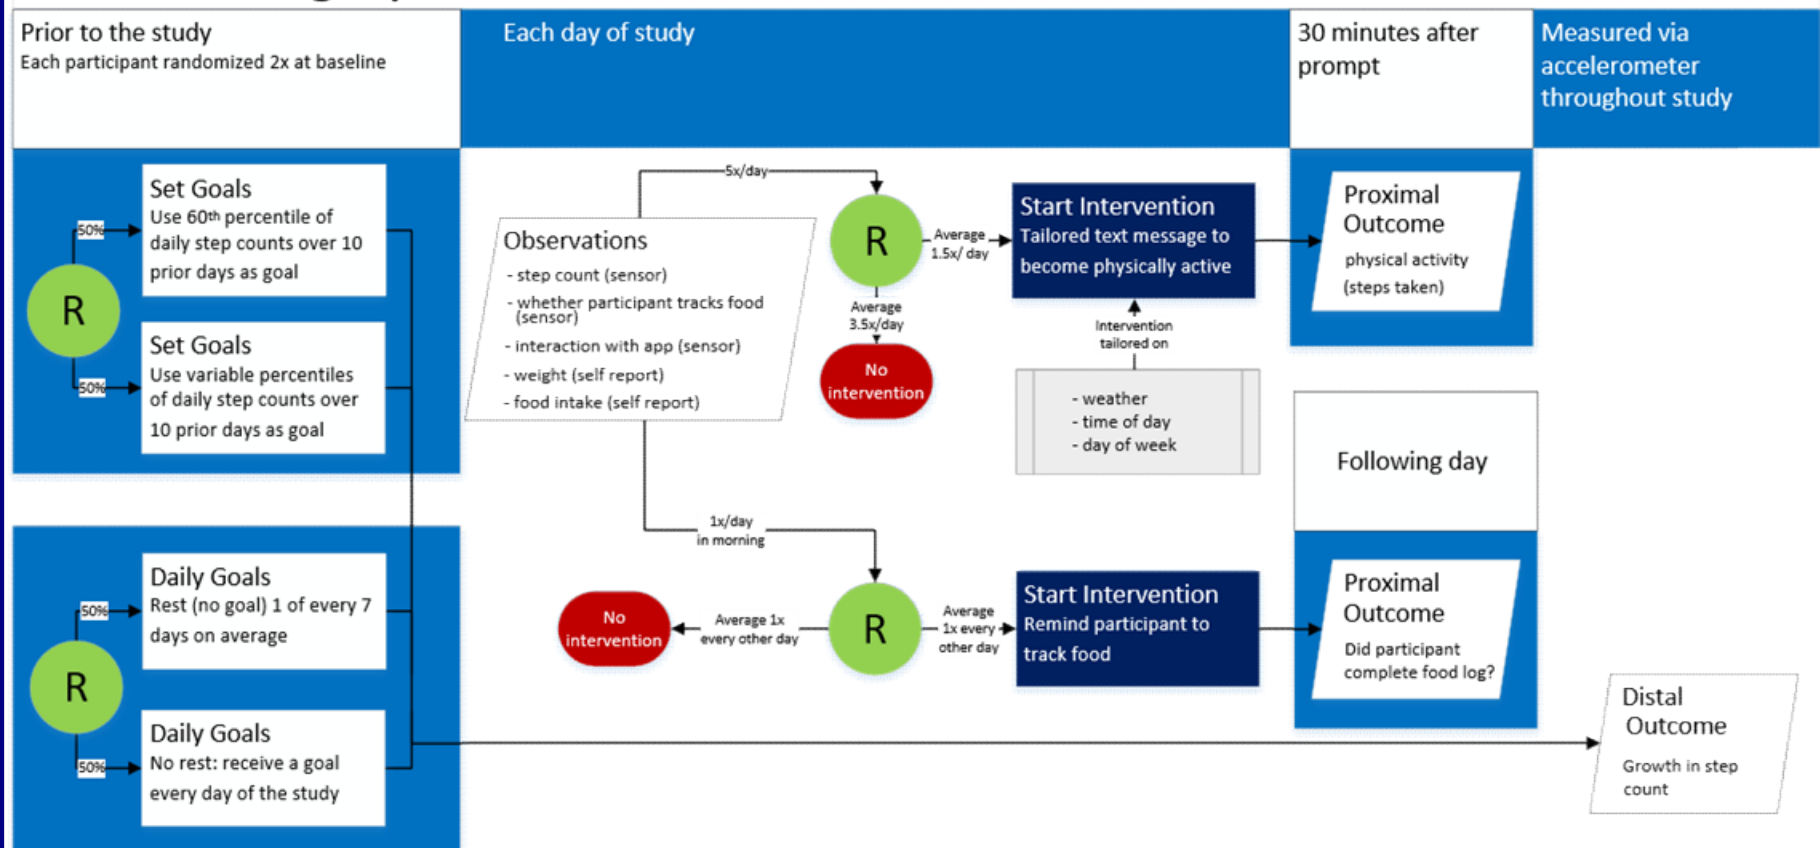 Prior to the study
Each participant randomized 2x at baseline
Each day of study
30 minutes after
prompt
Measured via
accelerometer
throughout study
R
50%
Set Goals
Use 60th percentile of
daily step counts over 10
prior days as goal
50%
Set Goals
Use variable percentiles
of daily step counts over
10 prior days as goal
R
50%
Daily Goals
Rest (no goal) 1 of every 7
days on average
50%
Daily Goals
No rest: receive a goal
every day of the study
Observations
- step count (sensor)
- whether participant tracks food
(sensor)
- interaction with app (sensor)
- weight (self report)
- food intake (self report)
5x/day
R
Average
1.5x/ day
Average
3.5x/day
No
intervention
Start Intervention
Tailored text message to
become physically active
Intervention
tailored on
- weather
- time of day
- day of week
Proximal
Outcome
physical activity
(steps taken)
1x/day
in morning
R
Average 1x
every other day
No
intervention
Average
1x every
other day
Start Intervention
Remind participant to
track food
Following day
Proximal
Outcome
Did participant
complete food log?
Distal
Outcome
Growth in step
count